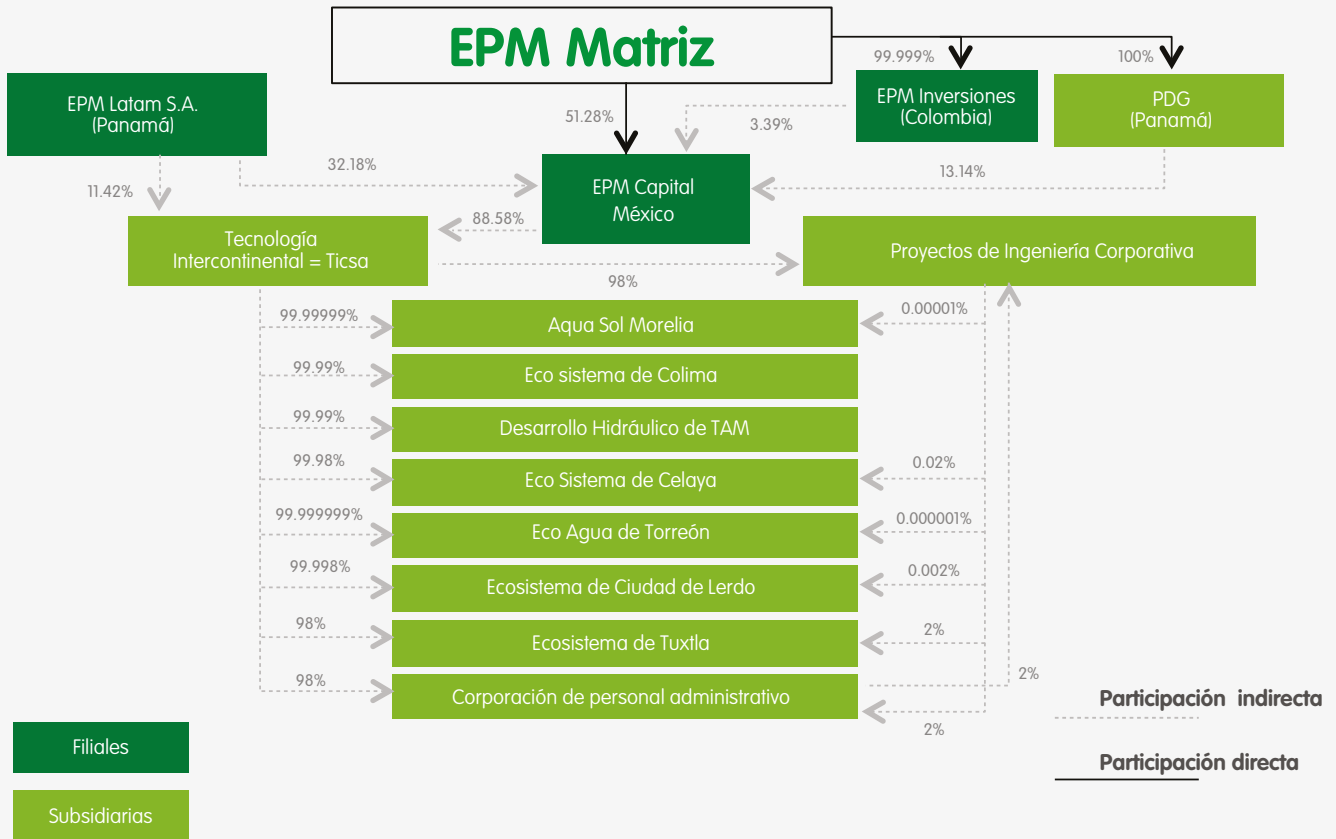 EPM Matriz
99.999%
100%
EPM Latam S.A.
(Panamá)
51.28%
3.39%
EPM Inversiones
(Colombia)
PDG
(Panamá)
32.18%
11.42%
EPM Capital
México
13.14%
88.58%
Tecnología
Intercontinental = Ticsa
98%
Proyectos de Ingeniería Corporativa
99.99999%
Aqua Sol Morelia
0.00001%
99.99%
Eco sistema de Colima
99.99%
Desarrollo Hidráulico de TAM
99.98%
Eco Sistema de Celaya
0.02%
99.999999%
Eco Agua de Torreón
0.000001%
99.998%
Ecosistema de Ciudad de Lerdo
0.002%
98%
Ecosistema de Tuxtla
2%
98%
Corporación de personal administrativo
2%
2%
Participación indirecta
Participación directa
Filiales
Subsidiarias